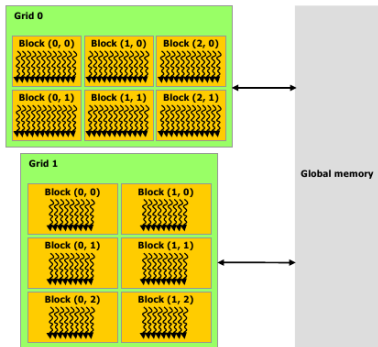 Grid 0
Block (0, 0) Block (1, 0) Block (2, 0)
Block (0, 1) Block (1, 1) Block (2, 1)
Grid 1
Block (0, 0) Block (1, 0)
Block (0, 1) Block (1, 1)
Block (0, 2) Block (1, 2)
Global memory